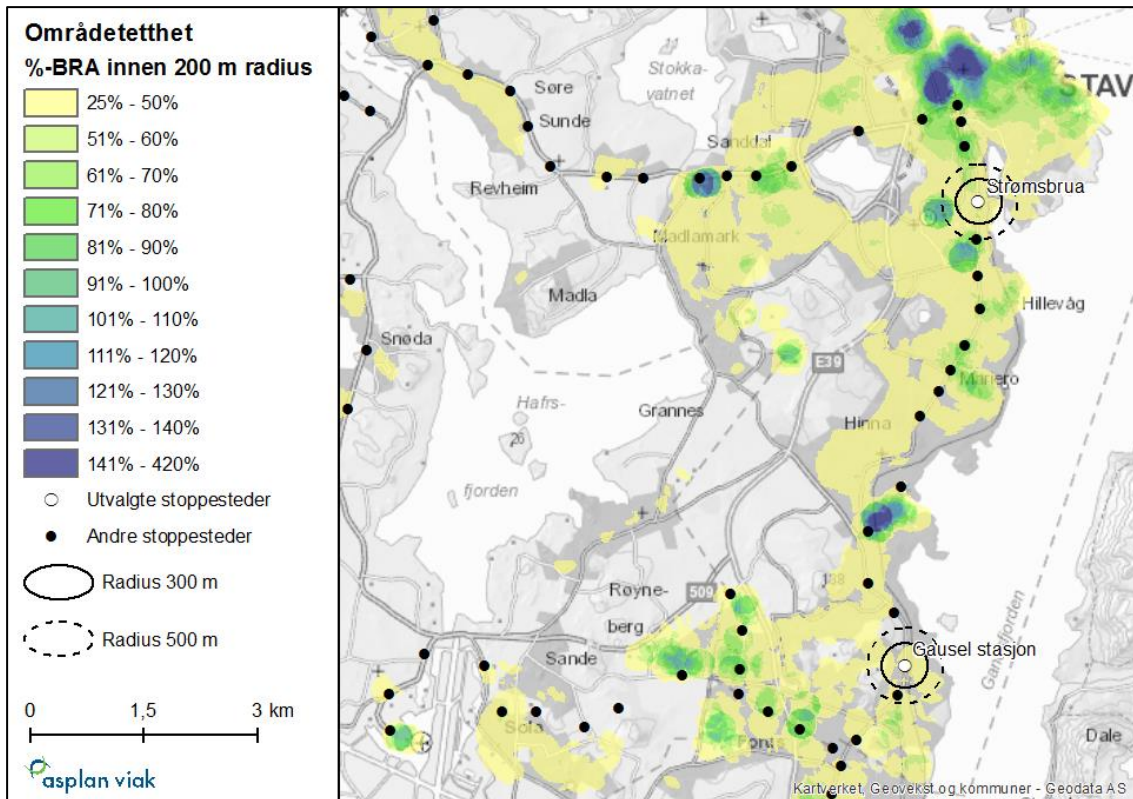 Områdetetthet
%-BRA innen 200 m radius
25% - 50%
51% - 60%
61% - 70%
71% - 80%
81% - 90%
91% - 100%
101% - 110%
111% - 120%
121% - 130%
131% - 140%
141% - 420%
Utvalgte stoppesteder
Andre stoppesteder
Radius 300 m
Radius 500 m
0 1,5 3 km
asplan viak
Stokka-
vatnet
STAV
Søre
Sunde
Sanddal
Revheim
Strømsbrua
Madlamark
Madla
Hillevåg
Snøda
E39
Mariero
Hafrs-
fjorden
26
Grannes
Hinna
138
Røyne-
berg
509
Sande
Gausel stasjon
Gandsfjorden
Sola
Dale
Kartverket, Geovekst og kommuner - Geodata AS